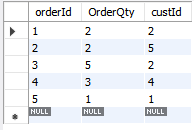 orderId OrderQty custId
1 2 2
2 2 5
3 5 2
4 3 4
5 1 1
NULL NULL NULL